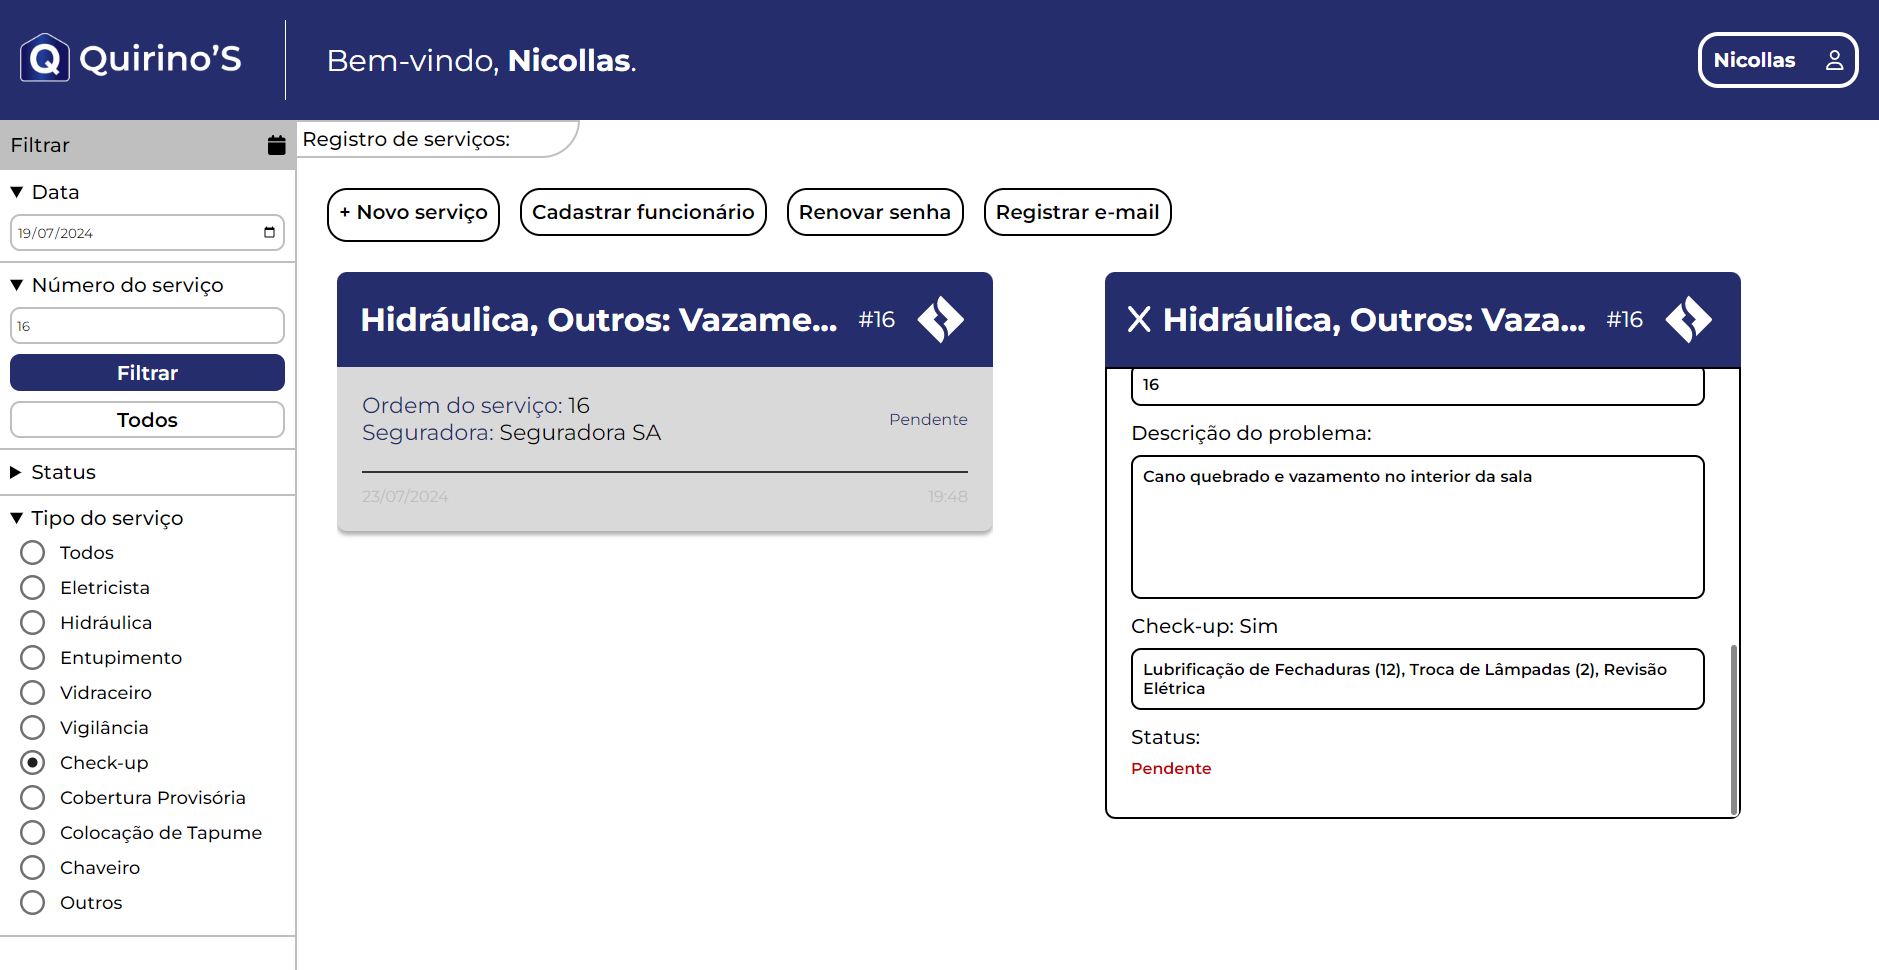 Q Quirino’S
Bem-vindo, Nicollas.
Nicollas
Filtrar
Data
19/07/2024
Número do serviço
16
Filtrar
Todos
Status
Tipo do serviço
Todos
Eletricista
Hidráulica
Entupimento
Vidraceiro
Vigilância
Check-up
Cobertura Provisória
Colocação de Tapume
Chaveiro
Outros
Registro de serviços:
+ Novo serviço
Cadastrar funcionário
Renovar senha
Registrar e-mail
Hidráulica, Outros: Vazame... #16
Ordem do serviço: 16
Seguradora: Seguradora SA
Pendente
23/07/2024 19:48
X Hidráulica, Outros: Vaza... #16
16
Descrição do problema:
Cano quebrado e vazamento no interior da sala
Check-up: Sim
Lubrificação de Fechaduras (12), Troca de Lâmpadas (2), Revisão
Elétrica
Status:
Pendente